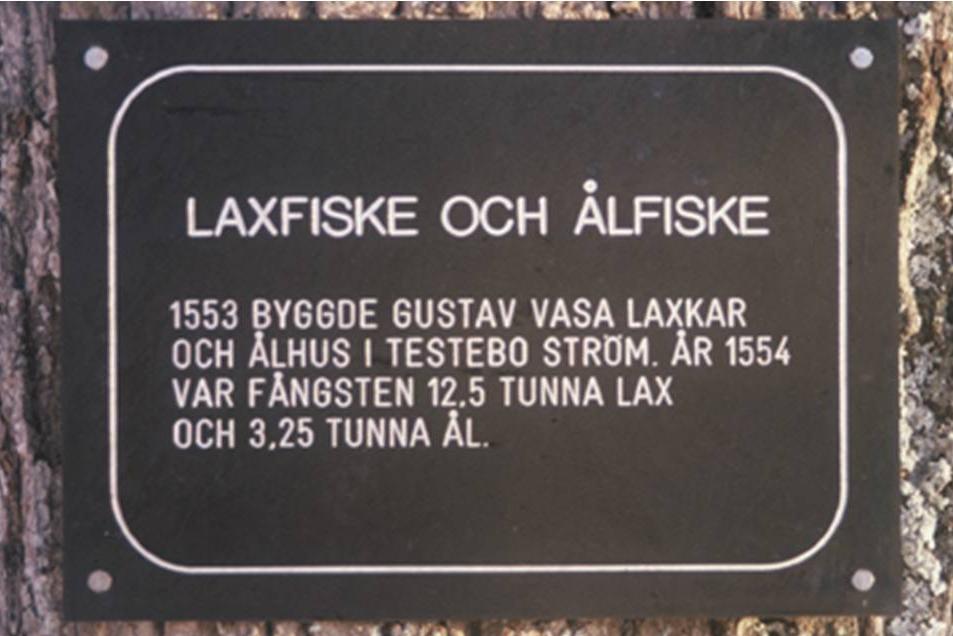 LAXFISKE OCH ÅLFISKE
1553 BYGGDE GUSTAV VASA LAXKAR
OCH ÅLHUS I TESTEBO STRÖM. ÅR 1554
VAR FÅNGSTEN 12,5 TUNNA LAX
OCH 3,25 TUNNA ÅL.